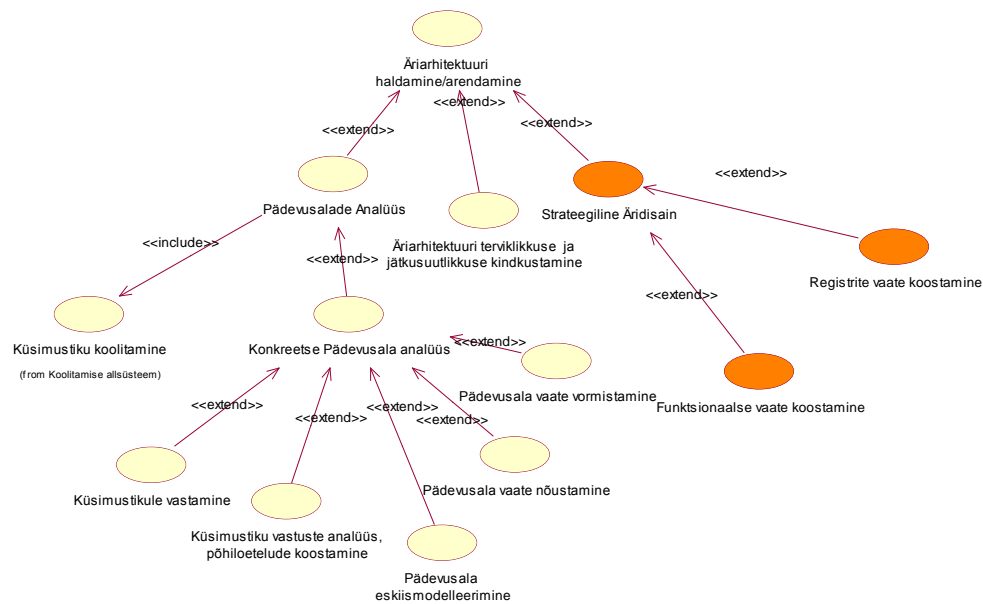 Äriarhitektuuri
haldamine/arendamine
<<extend>>
<<extend>>
<<extend>>
<<extend>>
Pädevusalade Analüüs
Strateegiline Äridisain
<<include>>
Äriarhitektuuri terviklikkuse ja
jätkusuutlikkuse kindkustamine
<<extend>>
Registrite vaate koostamine
<<extend>>
Küsimustiku koolitamine
(from Koolitamise allsüsteem)
Konkreetse Pädevusala analüüs
<<extend>>
Pädevusala vaate vormistamine
Funktsionaalse vaate koostamine
<<extend>>
<<extend>>
<<extend>>
<<extend>>
Küsimustikule vastamine
Pädevusala vaate nõustamine
Küsimustiku vastuste analüüs,
põhiloetelude koostamine
Pädevusala
eskiismodelleerimine